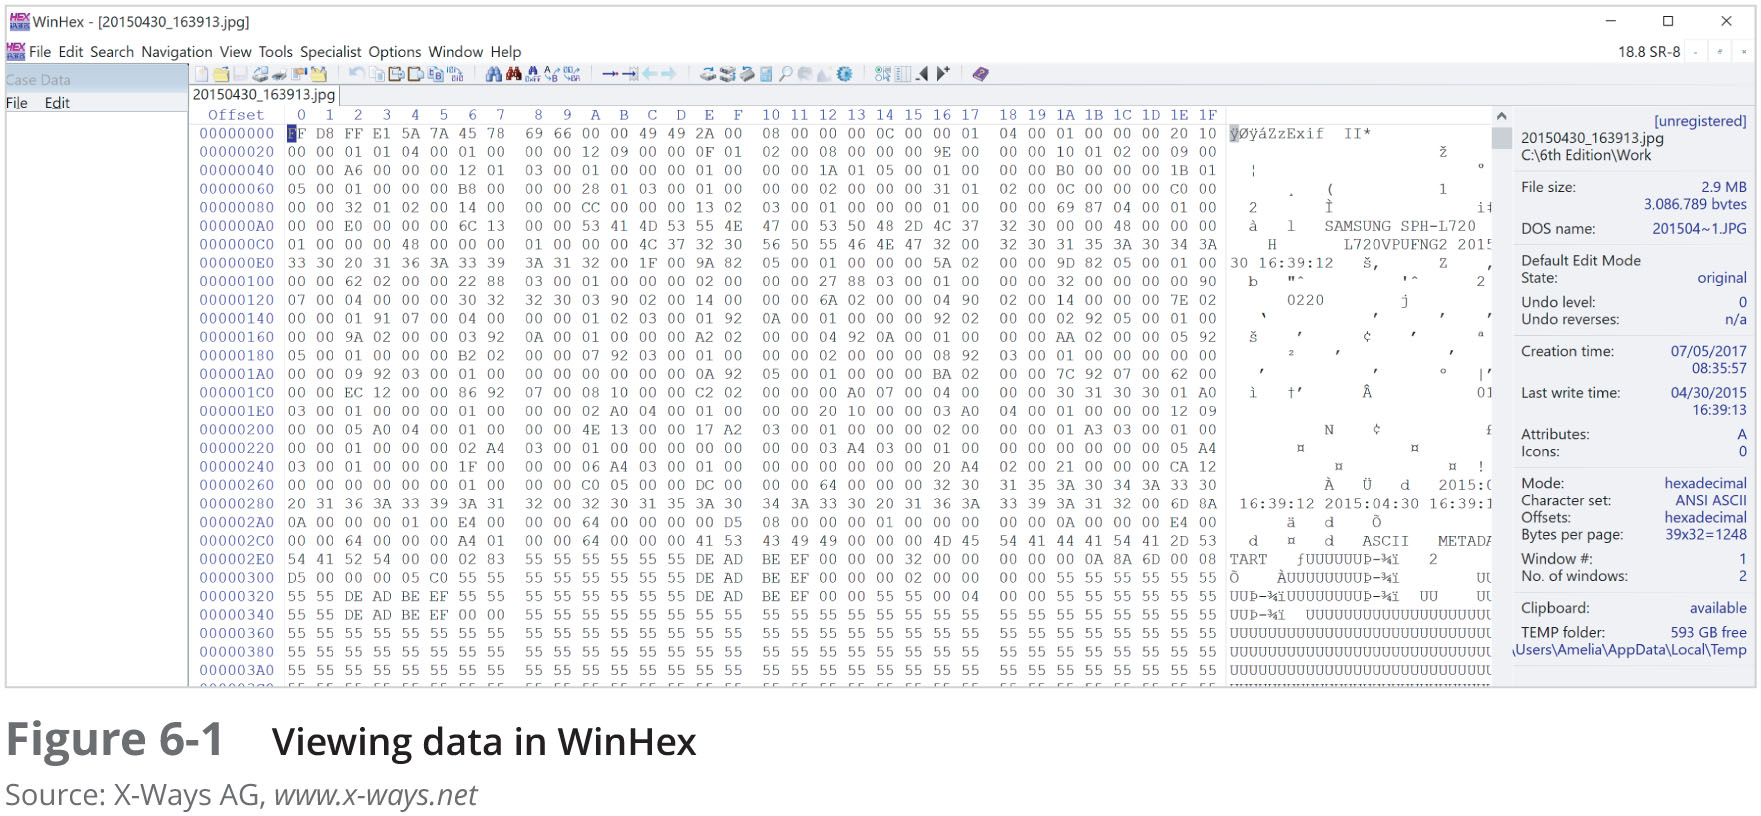 WinHex - [20150430_163913.jpg]
File Edit Search Navigation View Tools Specialist Options Window Help 18.8 SR-8
Case Data
File Edit
20150430_163913.jpg
Offset 0 1 2 3 4 5 6 7 8 9 A B C D E F 10 11 12 13 14 15 16 17 18 19 1A 1B 1C 1D 1E 1F
00000000 FF D8 FF E1 5A 7A 45 78 69 66 00 00 49 49 2A 00 08 00 00 00 0C 00 00 01 04 00 01 00 00 00 20 10 ÿØÿáZzExif II*
00000020 00 00 01 01 04 00 01 00 00 00 12 09 00 00 0F 01 02 00 08 00 00 00 9E 00 00 00 10 01 02 00 09 00 ž
00000040 00 00 A6 00 00 00 12 01 03 00 01 00 00 00 01 00 00 00 1A 01 05 00 01 00 00 00 B0 00 00 00 1B 01 ¦ °
00000060 05 00 01 00 00 00 B8 00 00 00 28 01 03 00 01 00 00 00 02 00 00 00 31 01 02 00 0C 00 00 00 C0 00 ¸ ( 1
00000080 00 00 32 01 02 00 14 00 00 00 CC 00 00 00 13 02 03 00 01 00 00 00 01 00 00 00 69 87 04 00 01 00 2 Ì i‡
000000A0 00 00 E0 00 00 00 6C 13 00 00 53 41 4D 53 55 4E 47 00 53 50 48 2D 4C 37 32 30 00 00 48 00 00 00 à l SAMSUNG SPH-L720
000000C0 01 00 00 00 48 00 00 00 01 00 00 00 4C 37 32 30 56 50 55 46 4E 47 32 00 32 30 31 35 3A 30 34 3A H L720VPUFNG2 2015
000000E0 33 30 20 31 36 3A 33 39 3A 31 32 00 1F 00 9A 82 05 00 01 00 00 00 5A 02 00 00 9D 82 05 00 01 00 30 16:39:12 š‚ Z ‚
00000100 00 00 62 02 00 00 22 88 03 00 01 00 00 00 02 00 00 00 27 88 03 00 01 00 00 00 32 00 00 00 00 90 b "ˆ 'ˆ 2
00000120 07 00 04 00 00 00 30 32 32 30 03 90 02 00 14 00 00 00 6A 02 00 00 04 90 02 00 14 00 00 00 7E 02 0220 j
00000140 00 00 01 91 07 00 04 00 00 00 01 02 03 00 01 92 0A 00 01 00 00 00 92 02 00 00 02 92 05 00 01 00 ‘ ’ ’ ’
00000160 00 00 9A 02 00 00 03 92 0A 00 01 00 00 00 A2 02 00 00 04 92 0A 00 01 00 00 00 AA 02 00 00 05 92 š ’ ¢ ’ ª
00000180 05 00 01 00 00 00 B2 02 00 00 07 92 03 00 01 00 00 00 02 00 00 00 08 92 03 00 01 00 00 00 00 00 ² ’ ’
000001A0 00 00 09 92 03 00 01 00 00 00 00 00 00 00 0A 92 05 00 01 00 00 00 BA 02 00 00 7C 92 07 00 62 00 ’ ’ º |’
000001C0 00 00 EC 12 00 00 86 92 07 00 08 10 00 00 C2 02 00 00 00 A0 07 00 04 00 00 00 30 31 30 30 01 A0 ì †’ Â 01
000001E0 03 00 01 00 00 00 01 00 00 00 02 A0 04 00 01 00 00 00 20 10 00 00 03 A0 04 00 01 00 00 00 12 09
00000200 00 00 05 A0 04 00 01 00 00 00 4E 13 00 00 17 A2 03 00 01 00 00 00 02 00 00 00 01 A3 03 00 01 00 N ¢ £
00000220 00 00 01 00 00 00 02 A4 03 00 01 00 00 00 00 00 00 00 03 A4 03 00 01 00 00 00 00 00 00 00 05 A4 ¤ ¤
00000240 03 00 01 00 00 00 1F 00 00 00 06 A4 03 00 01 00 00 00 00 00 00 00 20 A4 02 00 21 00 00 00 CA 12 ¤ ¤ !
00000260 00 00 00 00 00 00 01 00 00 00 C0 05 00 00 DC 00 00 00 64 00 00 00 32 30 31 35 3A 30 34 3A 33 30 À Ü d 2015:0
00000280 20 31 36 3A 33 39 3A 31 32 00 32 30 31 35 3A 30 34 3A 33 30 20 31 36 3A 33 39 3A 31 32 00 6D 8A 16:39:12 2015:04:30 16:39:1
000002A0 0A 00 00 00 01 00 E4 00 00 00 64 00 00 00 00 D5 08 00 00 00 01 00 00 00 00 00 0A 00 00 00 E4 00 ä d Õ
000002C0 00 00 64 00 00 00 A4 01 00 00 64 00 00 00 41 53 43 49 49 00 00 00 4D 45 54 41 44 41 54 41 2D 53 d ¤ d ASCII METADA
000002E0 54 41 52 54 00 00 02 83 55 55 55 55 55 55 DE AD BE EF 00 00 00 32 00 00 00 00 00 0A 8A 6D 00 08 TART ƒUUUUUUÞ-¾ï 2
00000300 D5 00 00 00 05 C0 55 55 55 55 55 55 55 55 DE AD BE EF 00 00 00 02 00 00 00 00 55 55 55 55 55 55 Õ ÀUUUUUUUUÞ-¾ï UU
00000320 55 55 DE AD BE EF 55 55 55 55 55 55 55 55 DE AD BE EF 00 00 55 55 00 04 00 00 55 55 55 55 55 55 UUÞ-¾ïUUUUUUUUÞ-¾ï UU UU
00000340 55 55 DE AD BE EF 00 00 55 55 55 55 55 55 55 55 55 55 55 55 55 55 55 55 55 55 55 55 55 55 55 55 UUÞ-¾ï UUUUUUUUUUUUUUUUUUU
00000360 55 55 55 55 55 55 55 55 55 55 55 55 55 55 55 55 55 55 55 55 55 55 55 55 55 55 55 55 55 55 55 55 UUUUUUUUUUUUUUUUUUUUUUUUUUU
00000380 55 55 55 55 55 55 55 55 55 55 55 55 55 55 55 55 55 55 55 55 55 55 55 55 55 55 55 55 55 55 55 55 UUUUUUUUUUUUUUUUUUUUUUUUUUU
000003A0 55 55 55 55 55 55 55 55 55 55 55 55 55 55 55 55 55 55 55 55 55 55 55 55 55 55 55 55 55 55 55 55 UUUUUUUUUUUUUUUUUUUUUUUUUUU
[unregistered]
20150430_163913.jpg
C:\6th Edition\Work
File size: 2.9 MB
3,086,789 bytes
DOS name: 201504~1.JPG
Default Edit Mode
State: original
Undo level: 0
Undo reverses: n/a
Creation time: 07/05/2017
08:35:57
Last write time: 04/30/2015
16:39:13
Attributes: A
Icons: 0
Mode: hexadecimal
Character set: ANSI ASCII
Offsets: hexadecimal
Bytes per page: 39x32=1248
Window #: 1
No. of windows: 2
Clipboard: available
TEMP folder: 593 GB free
\Users\Amelia\AppData\Local\Temp
Figure 6-1 Viewing data in WinHex
Source: X-Ways AG, www.x-ways.net